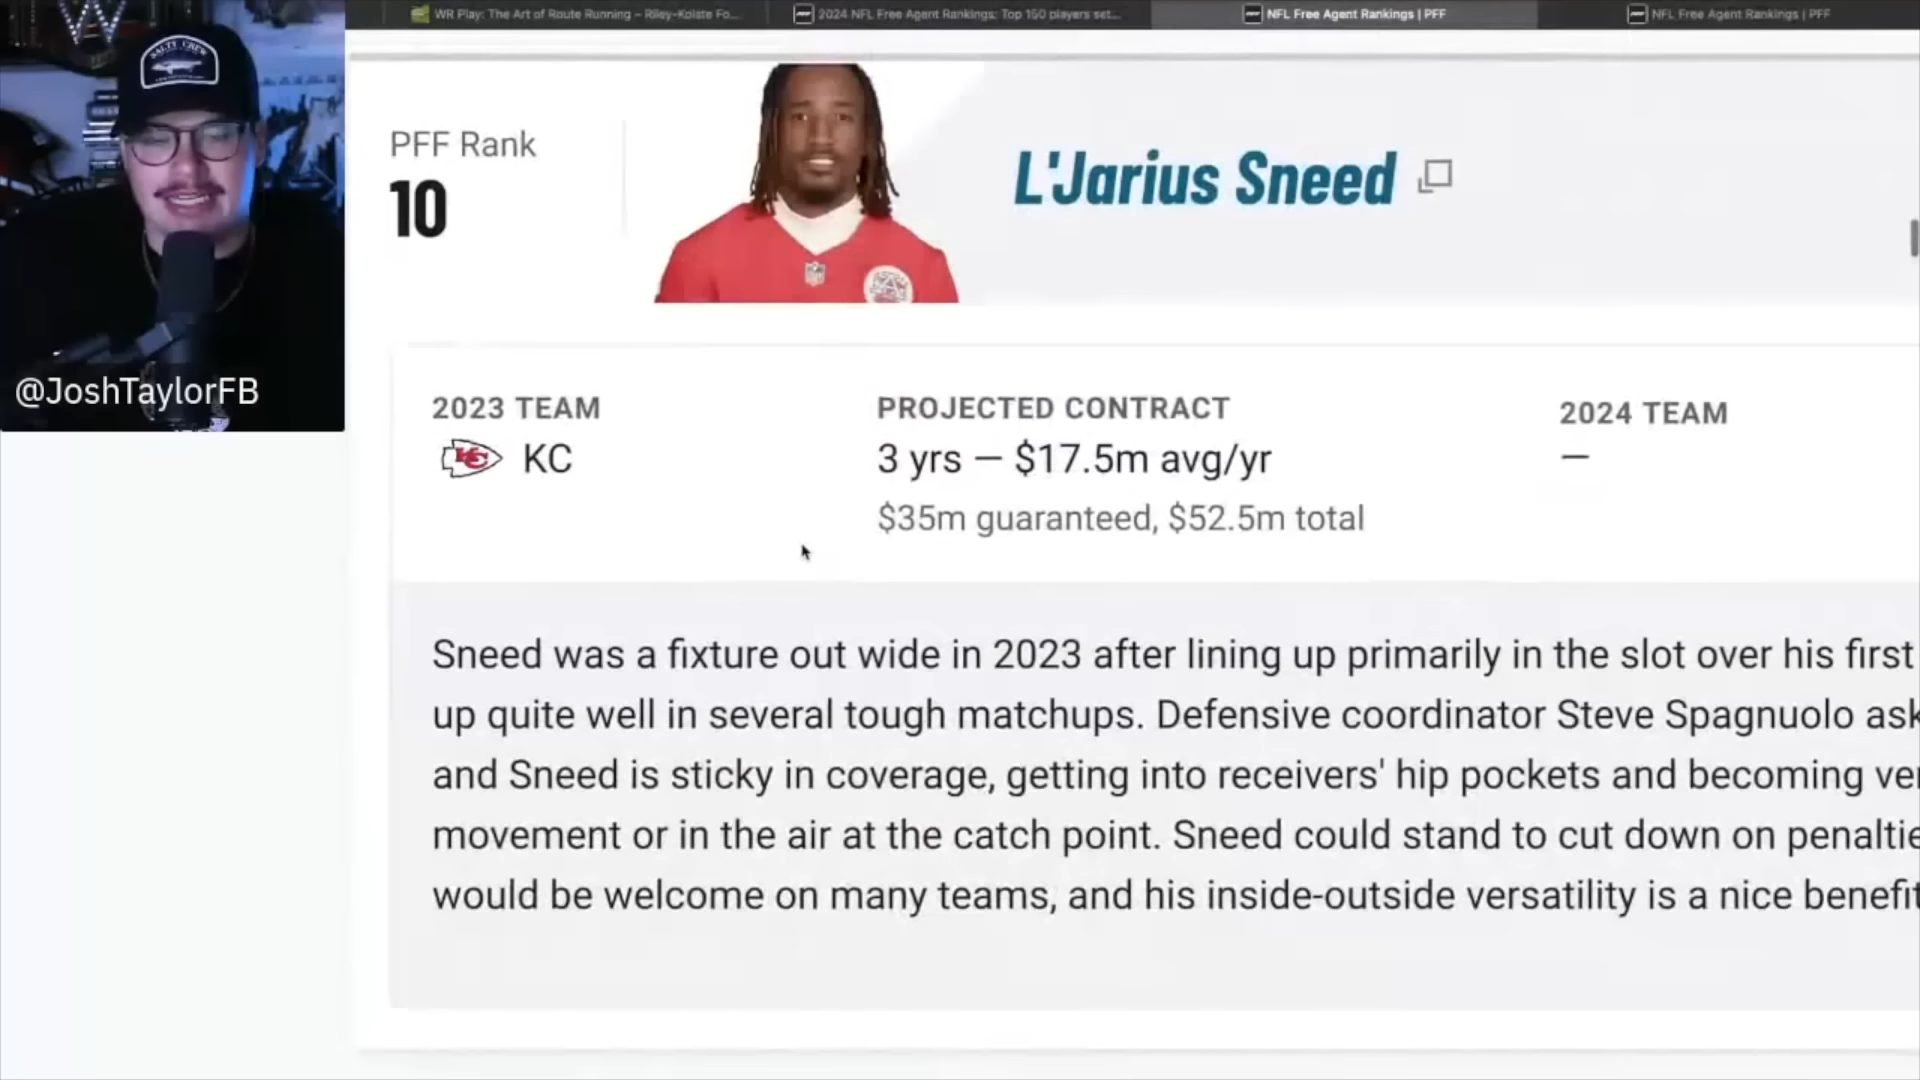 WR Play: The Art of Route Running – Riley-Kolste Fo...
2024 NFL Free Agent Rankings: Top 150 players set...
NFL Free Agent Rankings | PFF
NFL Free Agent Rankings | PFF
SALTY CREW
@JoshTaylorFB
PFF Rank
10
L'Jarius Sneed
2023 TEAM
KC
PROJECTED CONTRACT
3 yrs – $17.5m avg/yr
$35m guaranteed, $52.5m total
2024 TEAM
–
Sneed was a fixture out wide in 2023 after lining up primarily in the slot over his first
up quite well in several tough matchups. Defensive coordinator Steve Spagnuolo ask
and Sneed is sticky in coverage, getting into receivers' hip pockets and becoming ver
movement or in the air at the catch point. Sneed could stand to cut down on penaltie
would be welcome on many teams, and his inside-outside versatility is a nice benefit